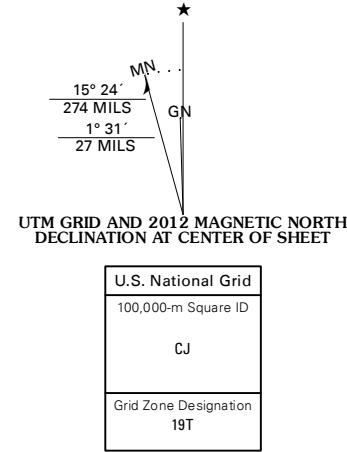 ★
MN
15° 24´
274 MILS
GN
1° 31´
27 MILS
UTM GRID AND 2012 MAGNETIC NORTH
DECLINATION AT CENTER OF SHEET
U.S. National Grid
100,000-m Square ID
CJ
Grid Zone Designation
19T